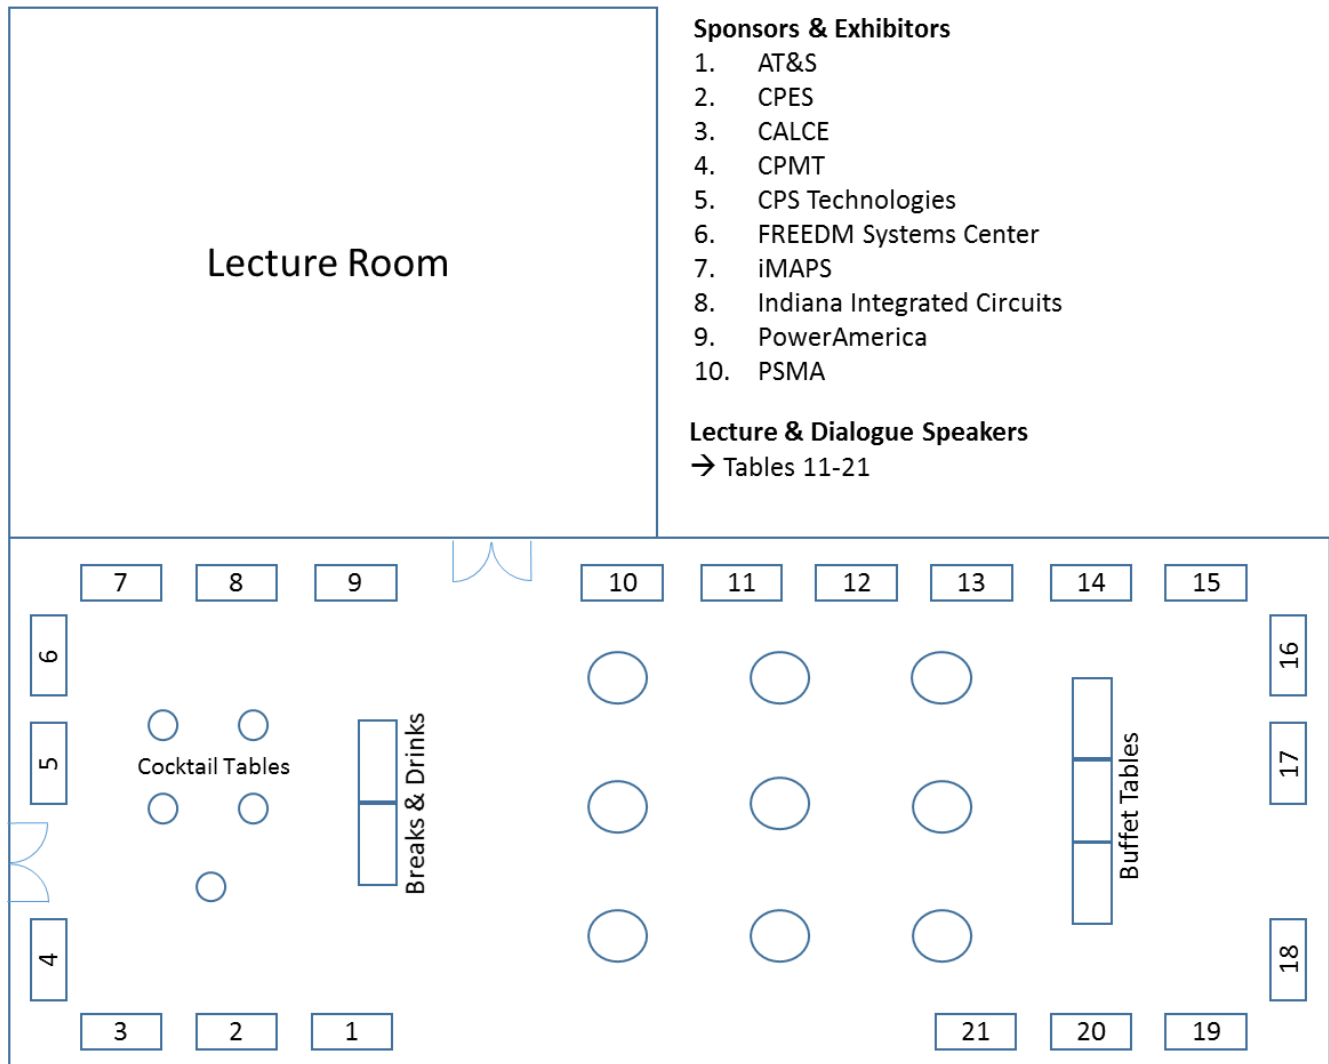 Sponsors & Exhibitors
1. AT&S
2. CPES
3. CALCE
4. CPMT
5. CPS Technologies
6. FREEDM Systems Center
7. iMAPS
8. Indiana Integrated Circuits
9. PowerAmerica
10. PSMA
Lecture & Dialogue Speakers
→ Tables 11-21
Lecture Room
7 8 9 10 11 12 13 14 15
6 16
5 17
Cocktail Tables
Breaks & Drinks
Buffet Tables
4 18
3 2 1 21 20 19